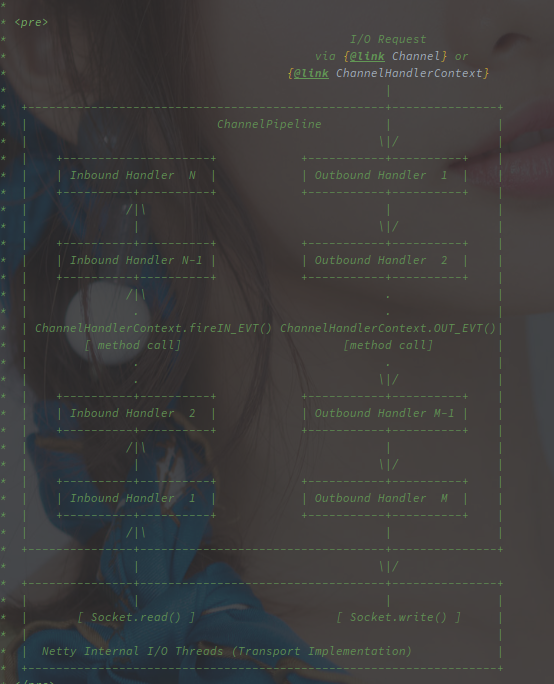 *
* <pre>
*                                                 I/O Request
*                                            via {@link Channel} or
*                                        {@link ChannelHandlerContext}
*                                                      |
*  +---------------------------------------------------+---------------+
*  |                           ChannelPipeline         |               |
*  |                                                  \|/              |
*  |    +---------------------+            +-----------+----------+    |
*  |    | Inbound Handler  N  |            | Outbound Handler  1  |    |
*  |    +----------+----------+            +-----------+----------+    |
*  |              /|\                                  |               |
*  |               |                                  \|/              |
*  |    +----------+----------+            +-----------+----------+    |
*  |    | Inbound Handler N-1 |            | Outbound Handler  2  |    |
*  |    +----------+----------+            +-----------+----------+    |
*  |              /|\                                  .               |
*  |               .                                   .               |
*  | ChannelHandlerContext.fireIN_EVT() ChannelHandlerContext.OUT_EVT()|
*  |        [ method call]                       [method call]         |
*  |               .                                   .               |
*  |               .                                  \|/              |
*  |    +----------+----------+            +-----------+----------+    |
*  |    | Inbound Handler  2  |            | Outbound Handler M-1 |    |
*  |    +----------+----------+            +-----------+----------+    |
*  |              /|\                                  |               |
*  |               |                                  \|/              |
*  |    +----------+----------+            +-----------+----------+    |
*  |    | Inbound Handler  1  |            | Outbound Handler  M  |    |
*  |    +----------+----------+            +-----------+----------+    |
*  |              /|\                                  |               |
*  +---------------+-----------------------------------+---------------+
*                  |                                  \|/
*  +---------------+-----------------------------------+---------------+
*  |               |                                   |               |
*  |       [ Socket.read() ]                    [ Socket.write() ]     |
*  |                                                                   |
*  |  Netty Internal I/O Threads (Transport Implementation)            |
*  +-------------------------------------------------------------------+
* </pre>